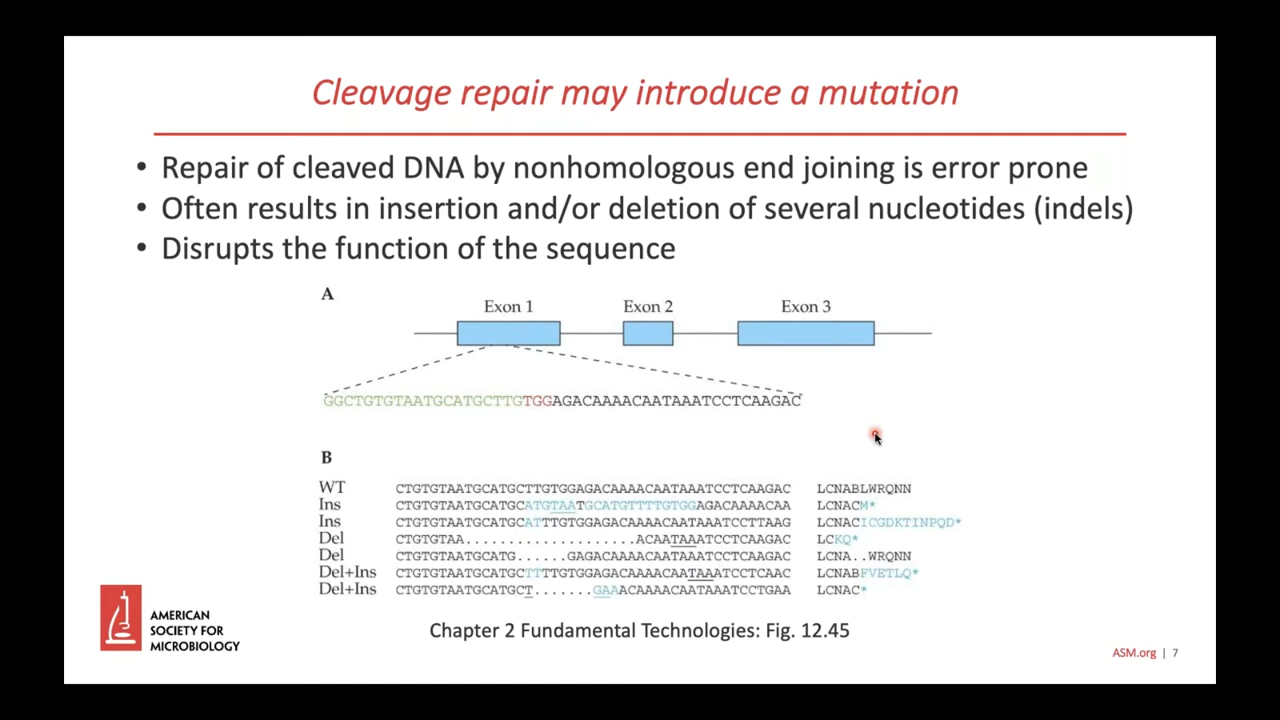 Cleavage repair may introduce a mutation
• Repair of cleaved DNA by nonhomologous end joining is error prone
• Often results in insertion and/or deletion of several nucleotides (indels)
• Disrupts the function of the sequence
A
Exon 1 Exon 2 Exon 3
GGCTGTGTAATGCATGCTTGTGGAGACAAAACAATAAATCCTCAAGAC
B
WT CTGTGTAATGCATGCTTGTGGAGACAAAACAATAAATCCTCAAGAC LCNABLWRQNN
Ins CTGTGTAATGCATGCATGTAATGCATGTTTTGTGGAGACAAAACAA LCNACM*
Ins CTGTGTAATGCATGCATTTGTGGAGACAAAACAATAAATCCTTAAG LCNACICGDKTINPQD*
Del CTGTGTAA...................ACAATAAATCCTCAAGAC LCKQ*
Del CTGTGTAATGCATG......GAGACAAAACAATAAATCCTCAAGAC LCNA..WRQNN
Del+Ins CTGTGTAATGCATGCTTTTGTGGAGACAAAACAATAAATCCTCAAC LCNABFVETLQ*
Del+Ins CTGTGTAATGCATGCT.......GAAACAAAACAATAAATCCTGAA LCNAC*
Chapter 2 Fundamental Technologies: Fig. 12.45
AMERICAN
SOCIETY FOR
MICROBIOLOGY
ASM.org | 7